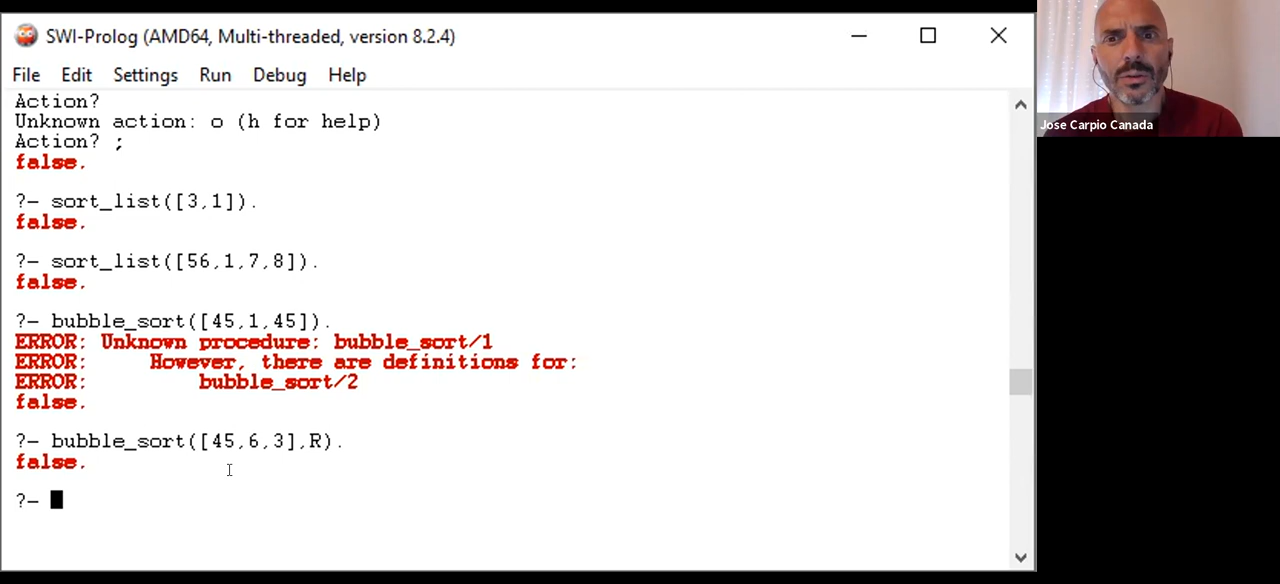 SWI-Prolog (AMD64, Multi-threaded, version 8.2.4)
File Edit Settings Run Debug Help
Action?
Unknown action: o (h for help)
Action? ;
false.
?- sort_list([3,1]).
false.
?- sort_list([56,1,7,8]).
false.
?- bubble_sort([45,1,45]).
ERROR: Unknown procedure: bubble_sort/1
ERROR: However, there are definitions for:
ERROR: bubble_sort/2
false.
?- bubble_sort([45,6,3],R).
false.
?-
Jose Carpio Canada